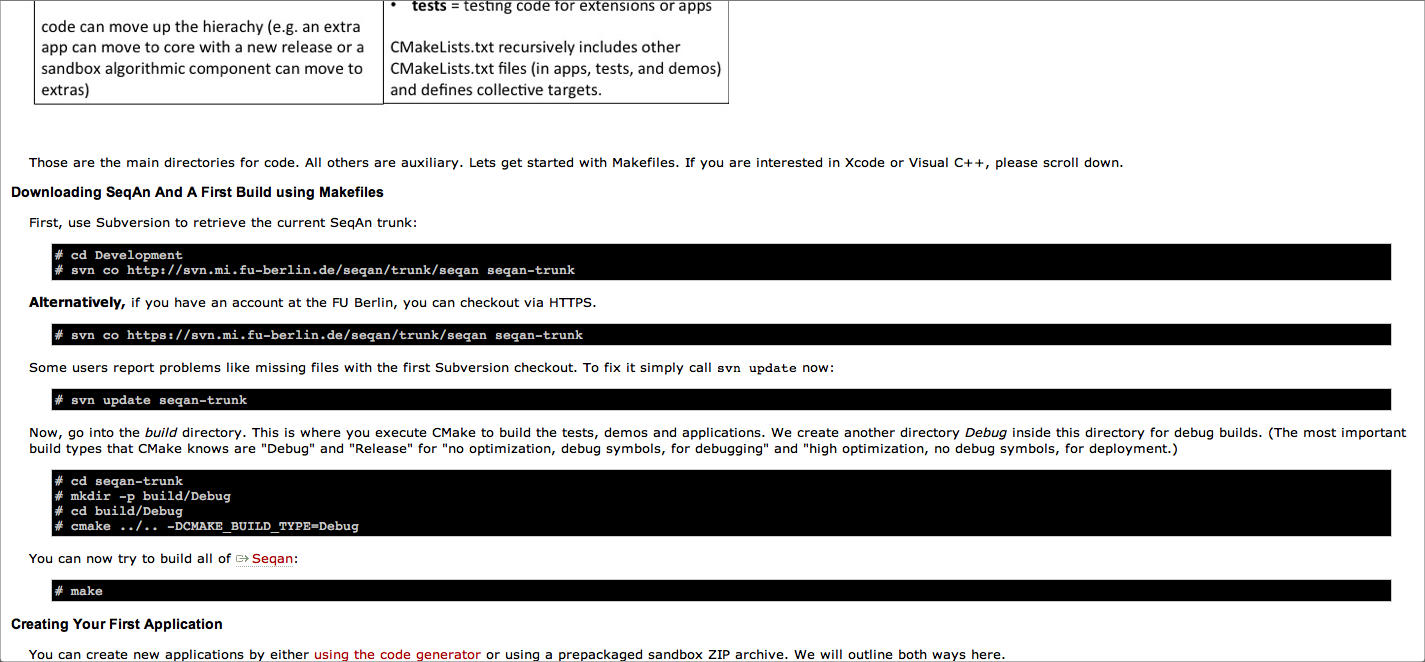 code can move up the hierachy (e.g. an extra
app can move to core with a new release or a
sandbox algorithmic component can move to
extras)
• tests = testing code for extensions or apps
CMakeLists.txt recursively includes other
CMakeLists.txt files (in apps, tests, and demos)
and defines collective targets.
Those are the main directories for code. All others are auxiliary. Lets get started with Makefiles. If you are interested in Xcode or Visual C++, please scroll down.
Downloading SeqAn And A First Build using Makefiles
First, use Subversion to retrieve the current SeqAn trunk:
# cd Development
# svn co http://svn.mi.fu-berlin.de/seqan/trunk/seqan seqan-trunk
Alternatively, if you have an account at the FU Berlin, you can checkout via HTTPS.
# svn co https://svn.mi.fu-berlin.de/seqan/trunk/seqan seqan-trunk
Some users report problems like missing files with the first Subversion checkout. To fix it simply call svn update now:
# svn update seqan-trunk
Now, go into the build directory. This is where you execute CMake to build the tests, demos and applications. We create another directory Debug inside this directory for debug builds. (The most important
build types that CMake knows are "Debug" and "Release" for "no optimization, debug symbols, for debugging" and "high optimization, no debug symbols, for deployment.)
# cd seqan-trunk
# mkdir -p build/Debug
# cd build/Debug
# cmake ../.. -DCMAKE_BUILD_TYPE=Debug
You can now try to build all of Seqan:
# make
Creating Your First Application
You can create new applications by either using the code generator or using a prepackaged sandbox ZIP archive. We will outline both ways here.